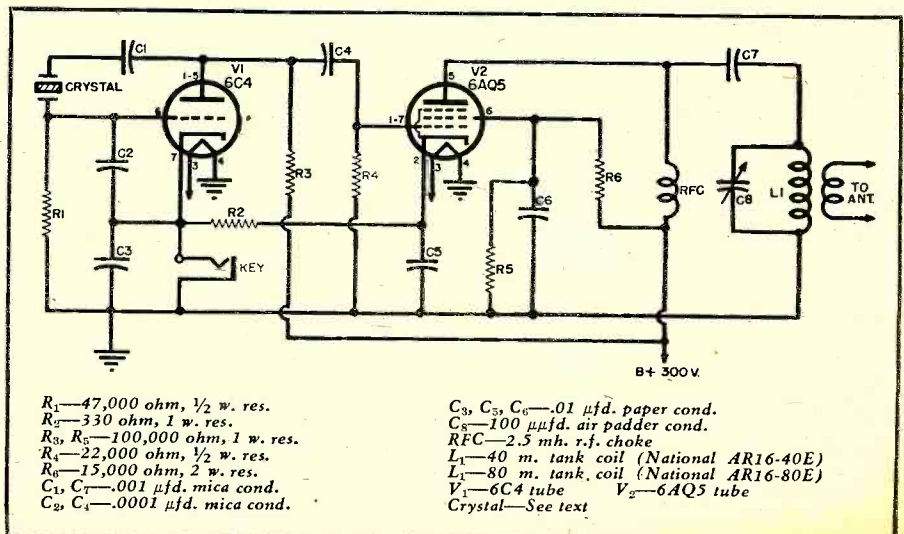 C1
V1
6C4
1-5
CRYSTAL
6
7
3
4
C2
R1
C3
R2
KEY
R3
C4
V2
6AQ5
5
1-7
6
2
3
4
R4
C5
R5
C6
R6
RFC
C7
C8
L1
TO
ANT.
B+ 300 V.
R₁—47,000 ohm, ½ w. res.
R₂—330 ohm, 1 w. res.
R₃, R₅—100,000 ohm, 1 w. res.
R₄—22,000 ohm, ½ w. res.
R₆—15,000 ohm, 2 w. res.
C₁, C₇—.001 µfd. mica cond.
C₂, C₄—.0001 µfd. mica cond.
C₃, C₅, C₆—.01 µfd. paper cond.
C₈—100 µµfd. air padder cond.
RFC—2.5 mh. r.f. choke
L₁—40 m. tank coil (National AR16-40E)
L₁—80 m. tank coil (National AR16-80E)
V₁—6C4 tube V₂—6AQ5 tube
Crystal—See text